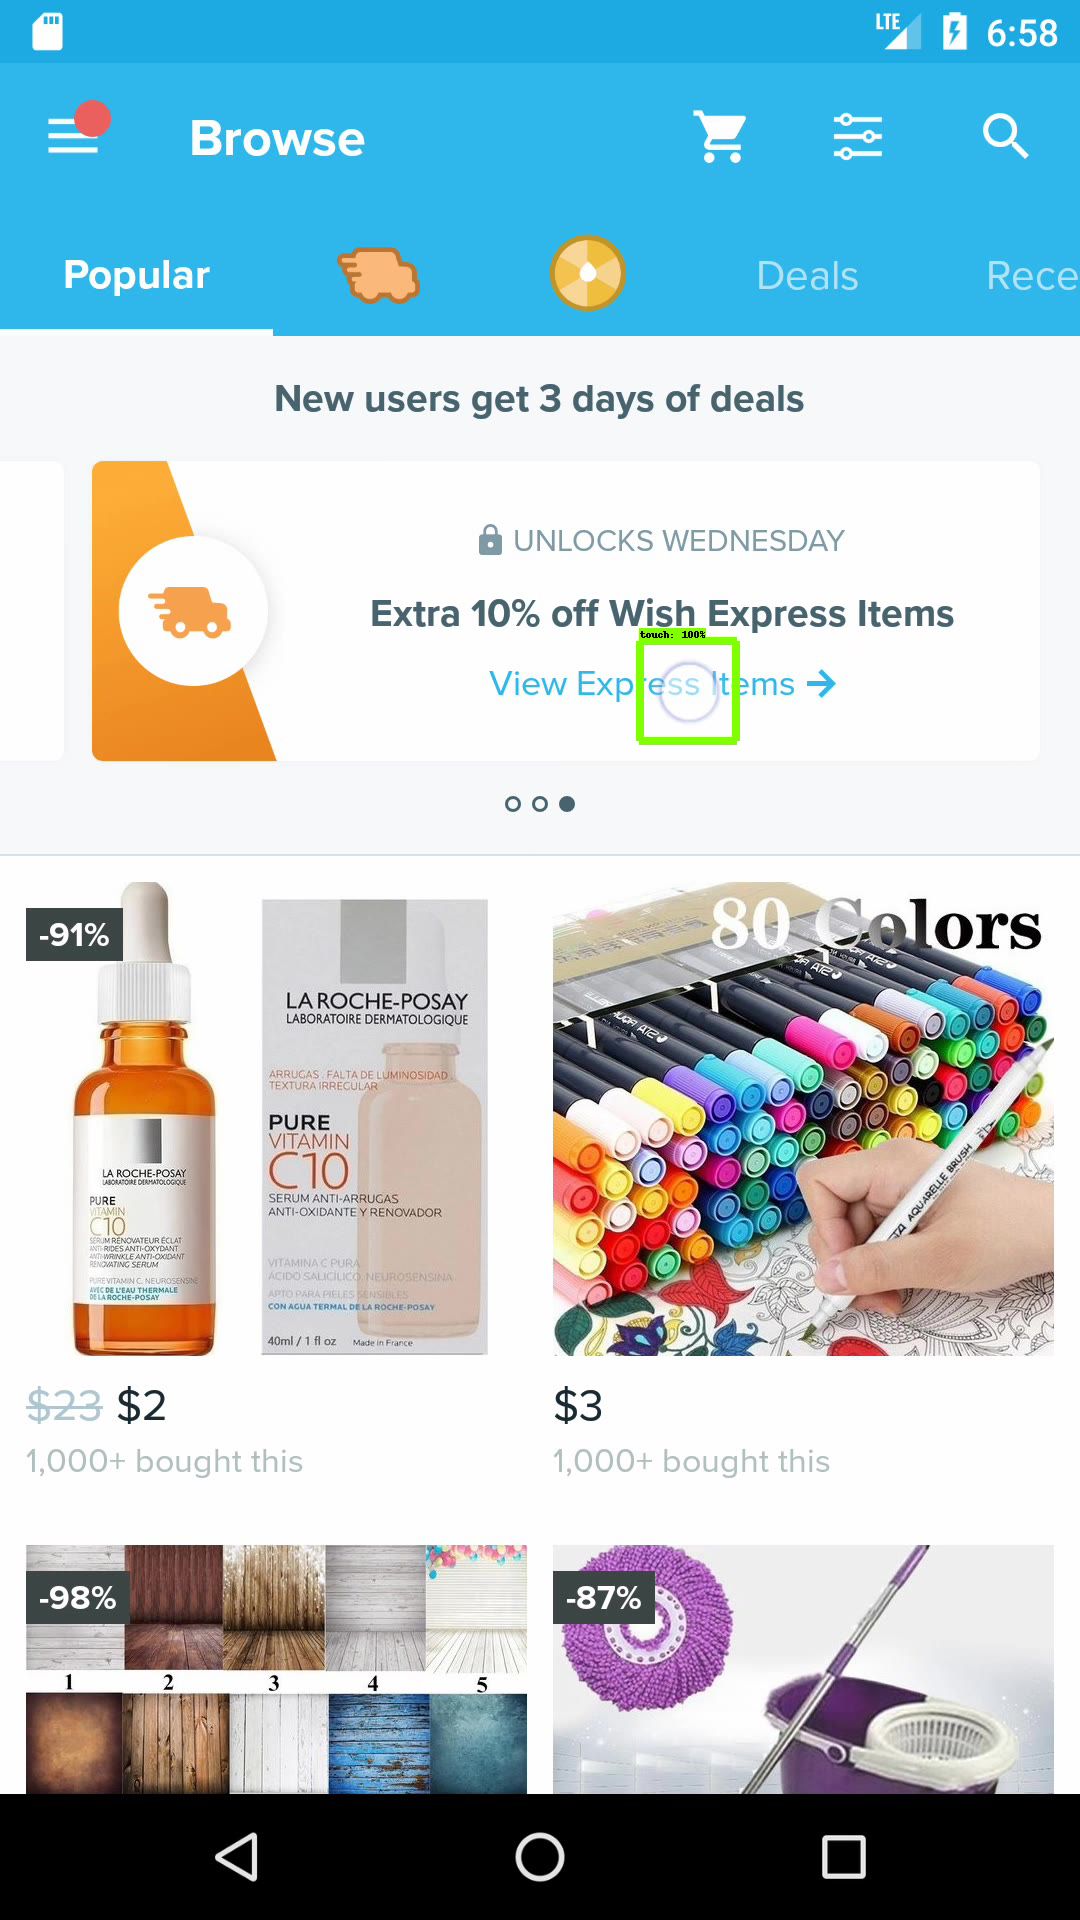 LTE 6:58
Browse
Popular Deals Rece
New users get 3 days of deals
UNLOCKS WEDNESDAY
Extra 10% off Wish Express Items
touch: 100%
View Express Items
-91%
LA ROCHE-POSAY
LABORATOIRE DERMATOLOGIQUE
ARRUGAS . FALTA DE LUMINOSIDAD
TEXTURA IRREGULAR
PURE
VITAMIN
C10
SERUM ANTI-ARRUGAS
ANTI-OXIDANTE Y RENOVADOR
VITAMINA C PURA
ÁCIDO SALICÍLICO. NEUROSENSINA
APTO PARA PIELES SENSIBLES
CON AGUA TERMAL DE LA ROCHE-POSAY
40ml / 1 fl oz Made in France
LA ROCHE-POSAY
LABORATOIRE DERMATOLOGIQUE
PURE
VITAMIN
C10
SÉRUM RÉNOVATEUR ÉCLAT
ANTI-RIDES ANTI-OXYDANT
ANTI-WRINKLE ANTI-OXIDANT
RENOVATING SERUM
PURE VITAMIN C. NEUROSENSINE
AVEC DE L'EAU THERMALE
DE LA ROCHE-POSAY
80 Colors
AQUARELLE BRUSH
$23 $2
1,000+ bought this
$3
1,000+ bought this
-98%
1 2 3 4 5
-87%